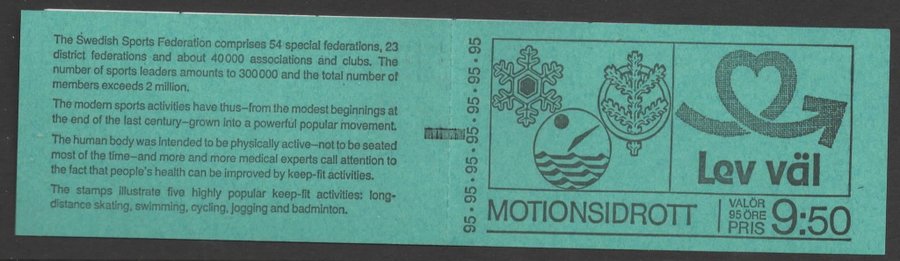 The Swedish Sports Federation comprises 54 special federations, 23
district federations and about 40 000 associations and clubs. The
number of sports leaders amounts to 300 000 and the total number of
members exceeds 2 million.
The modern sports activities have thus—from the modest beginnings at
the end of the last century—grown into a powerful popular movement.
The human body was intended to be physically active—not to be seated
most of the time—and more and more medical experts call attention to
the fact that people's health can be improved by keep-fit activities.
The stamps illustrate five highly popular keep-fit activities: long-
distance skating, swimming, cycling, jogging and badminton.
95·95·95·95·95·95·95·95
Lev väl
MOTIONSIDROTT
VALÖR
95 ÖRE
PRIS
9:50